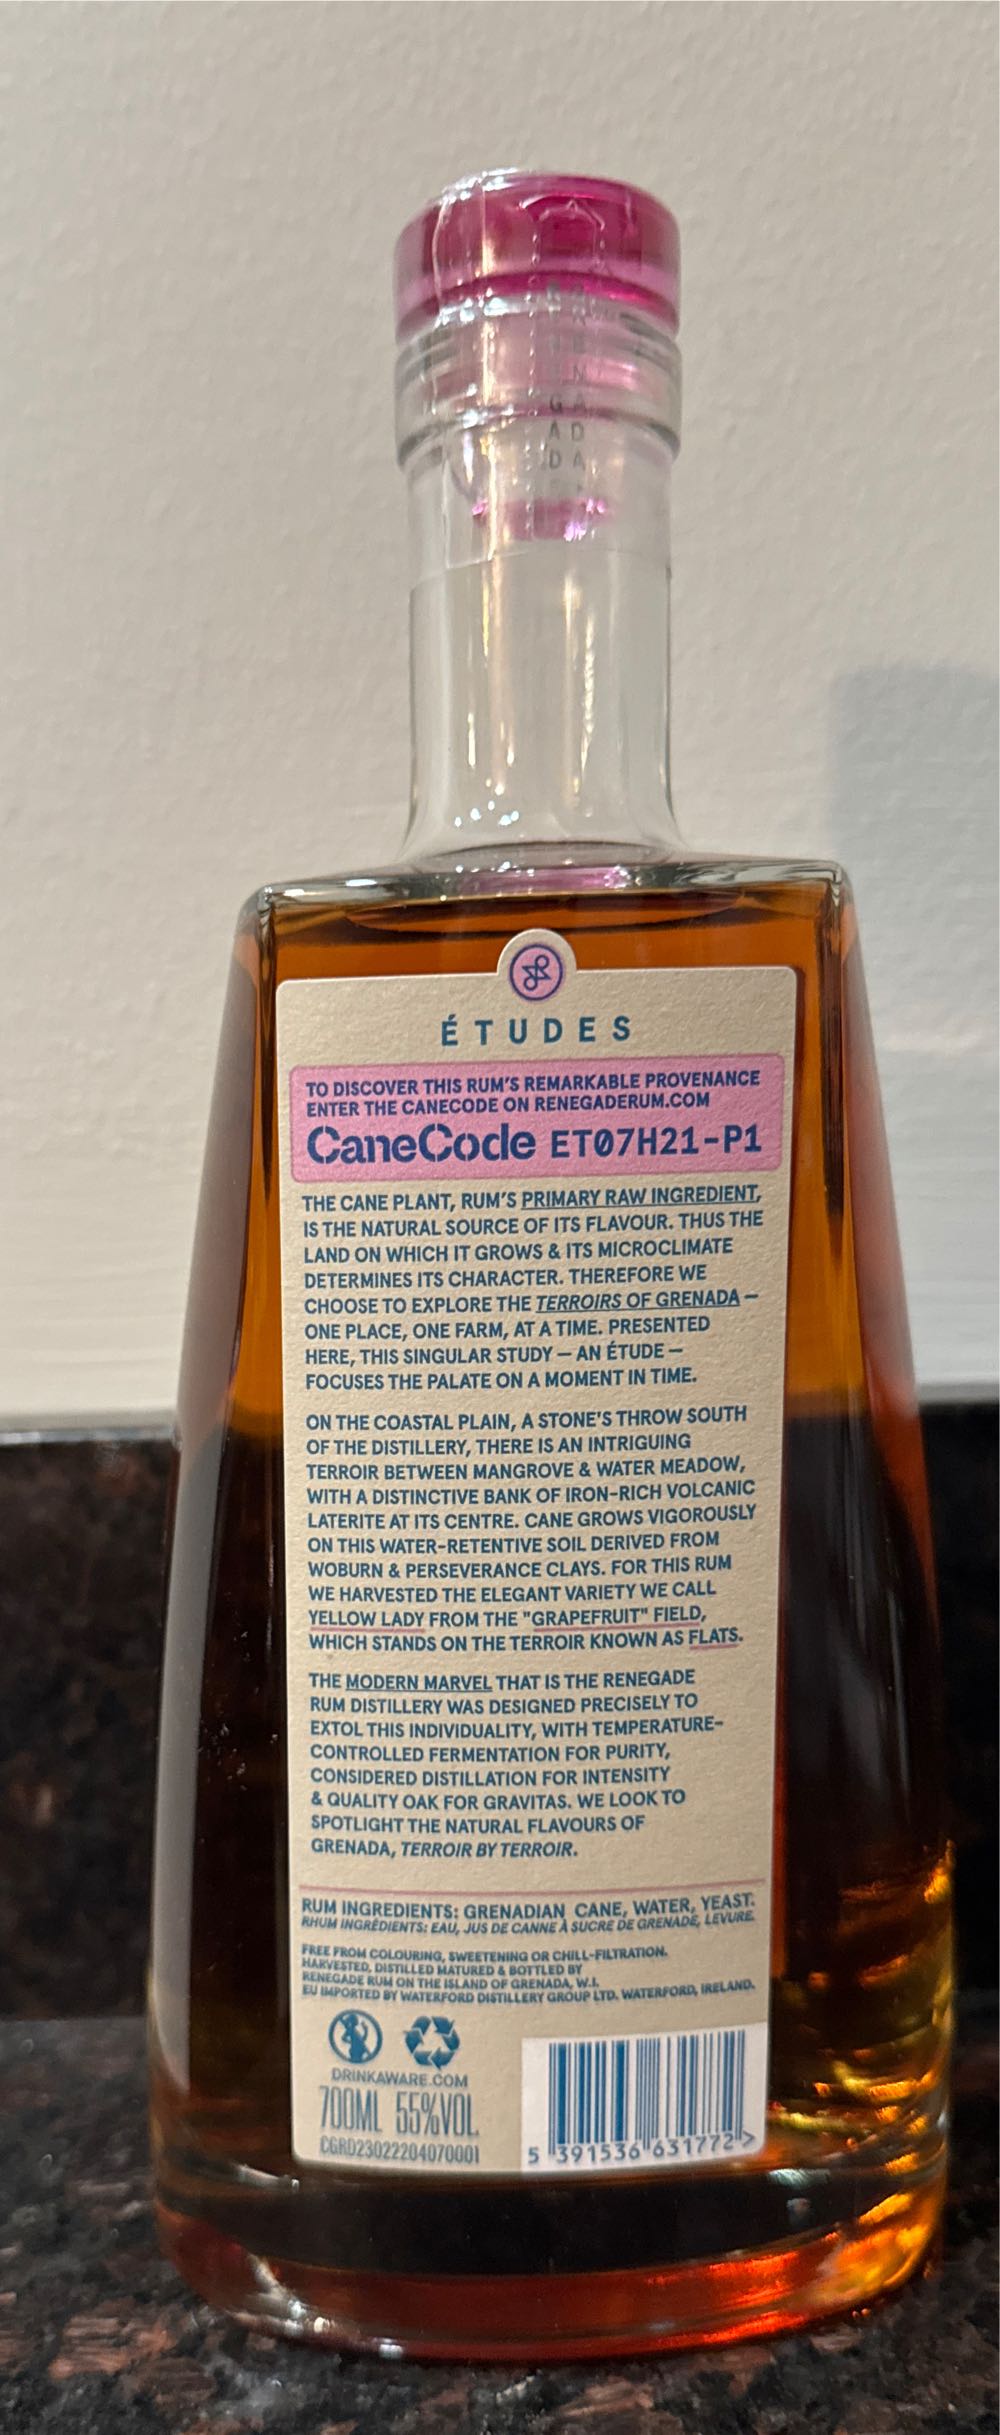 RENEGADE
GRENADA
ÉTUDES
TO DISCOVER THIS RUM'S REMARKABLE PROVENANCE
ENTER THE CANECODE ON RENEGADERUM.COM
CaneCode ET07H21-P1
THE CANE PLANT, RUM'S PRIMARY RAW INGREDIENT,
IS THE NATURAL SOURCE OF ITS FLAVOUR. THUS THE
LAND ON WHICH IT GROWS & ITS MICROCLIMATE
DETERMINES ITS CHARACTER. THEREFORE WE
CHOOSE TO EXPLORE THE TERROIRS OF GRENADA –
ONE PLACE, ONE FARM, AT A TIME. PRESENTED
HERE, THIS SINGULAR STUDY – AN ÉTUDE –
FOCUSES THE PALATE ON A MOMENT IN TIME.
ON THE COASTAL PLAIN, A STONE'S THROW SOUTH
OF THE DISTILLERY, THERE IS AN INTRIGUING
TERROIR BETWEEN MANGROVE & WATER MEADOW,
WITH A DISTINCTIVE BANK OF IRON-RICH VOLCANIC
LATERITE AT ITS CENTRE. CANE GROWS VIGOROUSLY
ON THIS WATER-RETENTIVE SOIL DERIVED FROM
WOBURN & PERSEVERANCE CLAYS. FOR THIS RUM
WE HARVESTED THE ELEGANT VARIETY WE CALL
YELLOW LADY FROM THE "GRAPEFRUIT" FIELD,
WHICH STANDS ON THE TERROIR KNOWN AS FLATS.
THE MODERN MARVEL THAT IS THE RENEGADE
RUM DISTILLERY WAS DESIGNED PRECISELY TO
EXTOL THIS INDIVIDUALITY, WITH TEMPERATURE-
CONTROLLED FERMENTATION FOR PURITY,
CONSIDERED DISTILLATION FOR INTENSITY
& QUALITY OAK FOR GRAVITAS. WE LOOK TO
SPOTLIGHT THE NATURAL FLAVOURS OF
GRENADA, TERROIR BY TERROIR.
RUM INGREDIENTS: GRENADIAN CANE, WATER, YEAST.
RHUM INGRÉDIENTS: EAU, JUS DE CANNE À SUCRE DE GRENADE, LEVURE.
FREE FROM COLOURING, SWEETENING OR CHILL-FILTRATION.
HARVESTED, DISTILLED MATURED & BOTTLED BY
RENEGADE RUM ON THE ISLAND OF GRENADA, W.I.
EU IMPORTED BY WATERFORD DISTILLERY GROUP LTD. WATERFORD, IRELAND.
DRINKAWARE.COM
700ML 55%VOL
CGRD23022204070001
5 391536 631772 >